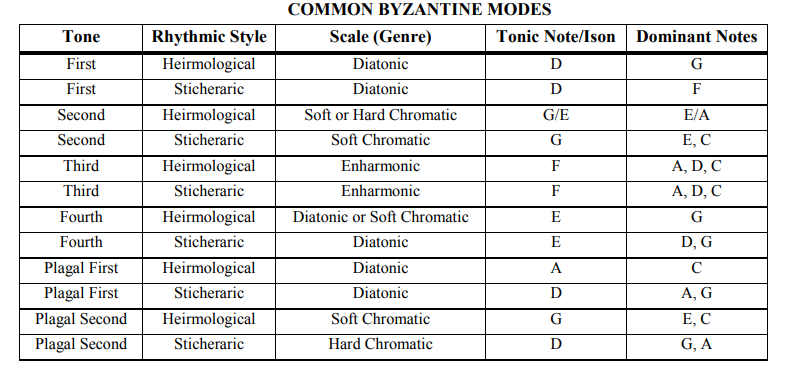 COMMON BYZANTINE MODES
Tone Rhythmic Style Scale (Genre) Tonic Note/Ison Dominant Notes
First Heirmological Diatonic D G
First Sticheraric Diatonic D F
Second Heirmological Soft or Hard Chromatic G/E E/A
Second Sticheraric Soft Chromatic G E, C
Third Heirmological Enharmonic F A, D, C
Third Sticheraric Enharmonic F A, D, C
Fourth Heirmological Diatonic or Soft Chromatic E G
Fourth Sticheraric Diatonic E D, G
Plagal First Heirmological Diatonic A C
Plagal First Sticheraric Diatonic D A, G
Plagal Second Heirmological Soft Chromatic G E, C
Plagal Second Sticheraric Hard Chromatic D G, A